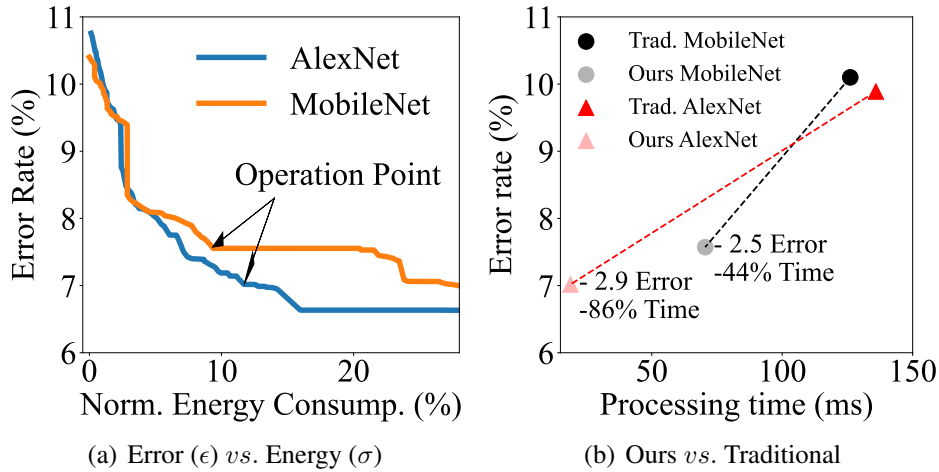 11
10
9
8
7
6
Error Rate (%)
AlexNet
MobileNet
Operation Point
0
10
20
Norm. Energy Consump. (%)
(a) Error (ϵ) vs. Energy (σ)
11
10
9
8
7
6
Error rate (%)
Trad. MobileNet
Ours MobileNet
Trad. AlexNet
Ours AlexNet
- 2.5 Error
-44% Time
- 2.9 Error
-86% Time
50
100
150
Processing time (ms)
(b) Ours vs. Traditional